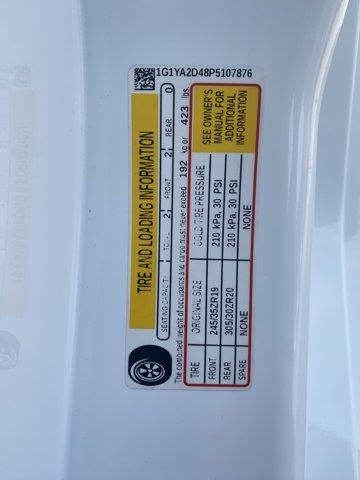 1G1YA2D48P5107876
TIRE AND LOADING INFORMATION
SEATING CAPACITY TOTAL 2 FRONT 2 REAR 0
The combined weight of occupants and cargo must never exceed 192 kg or 423 lbs.
TIRE ORIGINAL SIZE COLD TIRE PRESSURE
FRONT 245/35ZR19 210 kPa, 30 PSI
REAR 305/30ZR20 210 kPa, 30 PSI
SPARE NONE NONE
SEE OWNER'S
MANUAL FOR
ADDITIONAL
INFORMATION